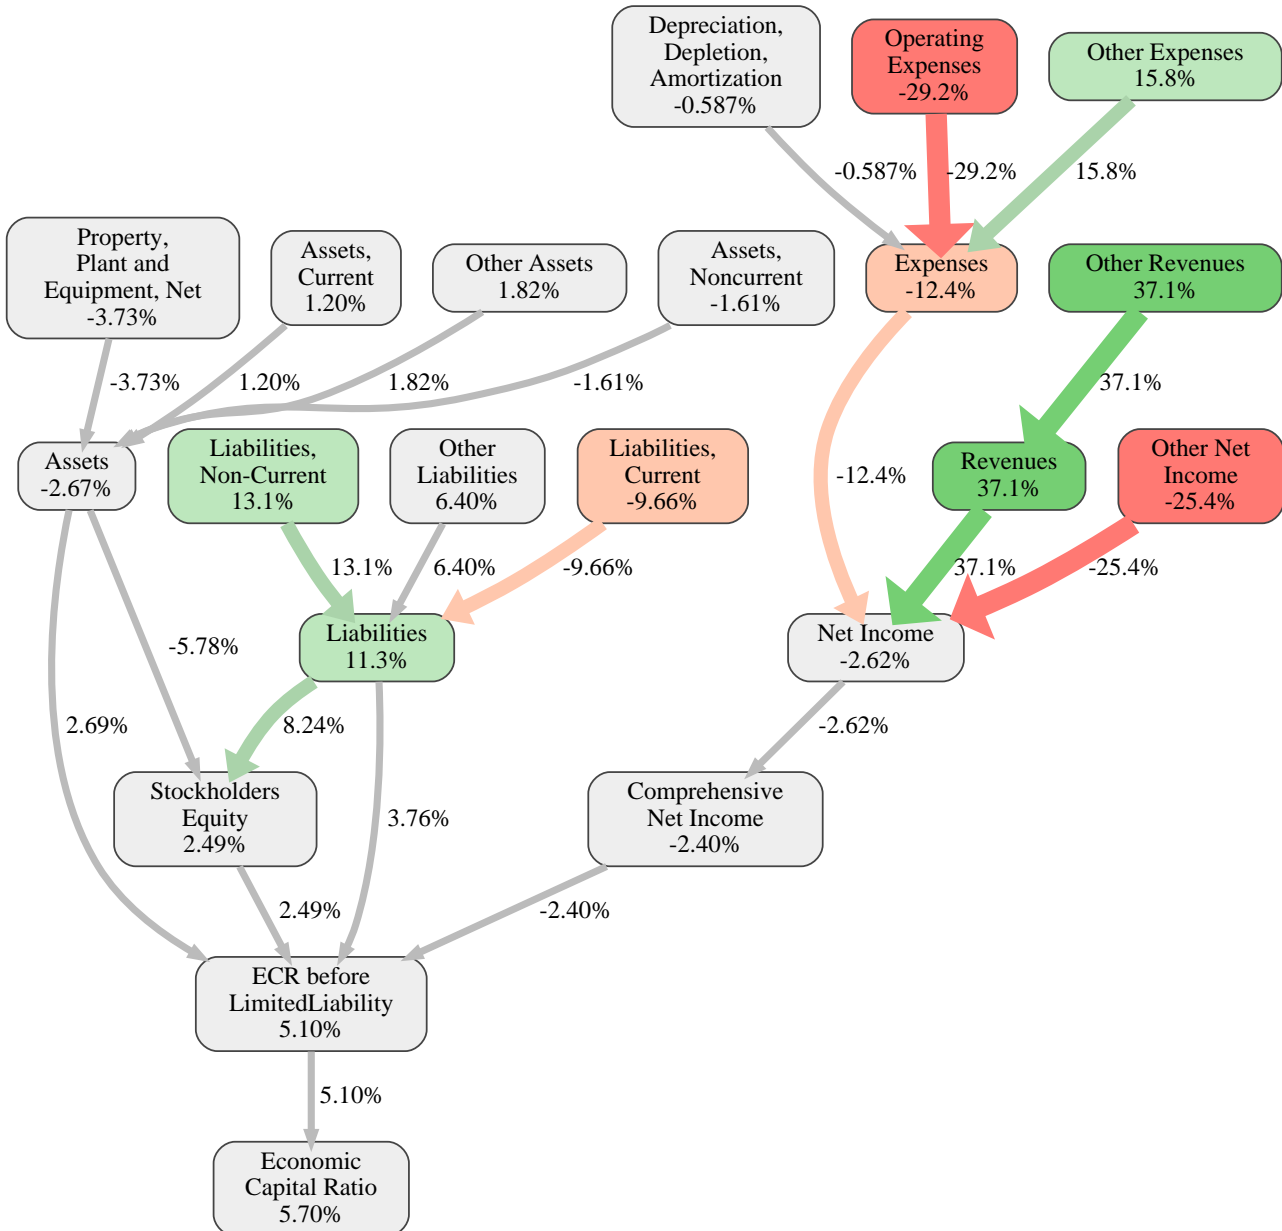 Depreciation,
Depletion,
Amortization
-0.587%
Operating
Expenses
-29.2%
Other Expenses
15.8%
-0.587%
-29.2%
15.8%
Property,
Plant and
Equipment, Net
-3.73%
Assets,
Current
1.20%
Other Assets
1.82%
Assets,
Noncurrent
-1.61%
Expenses
-12.4%
Other Revenues
37.1%
-3.73%
1.20%
1.82%
-1.61%
37.1%
Assets
-2.67%
Liabilities,
Non-Current
13.1%
Other
Liabilities
6.40%
Liabilities,
Current
-9.66%
-12.4%
Revenues
37.1%
Other Net
Income
-25.4%
13.1%
6.40%
-9.66%
37.1%
-25.4%
-5.78%
Liabilities
11.3%
Net Income
-2.62%
2.69%
8.24%
-2.62%
Stockholders
Equity
2.49%
3.76%
Comprehensive
Net Income
-2.40%
2.49%
-2.40%
ECR before
LimitedLiability
5.10%
5.10%
Economic
Capital Ratio
5.70%